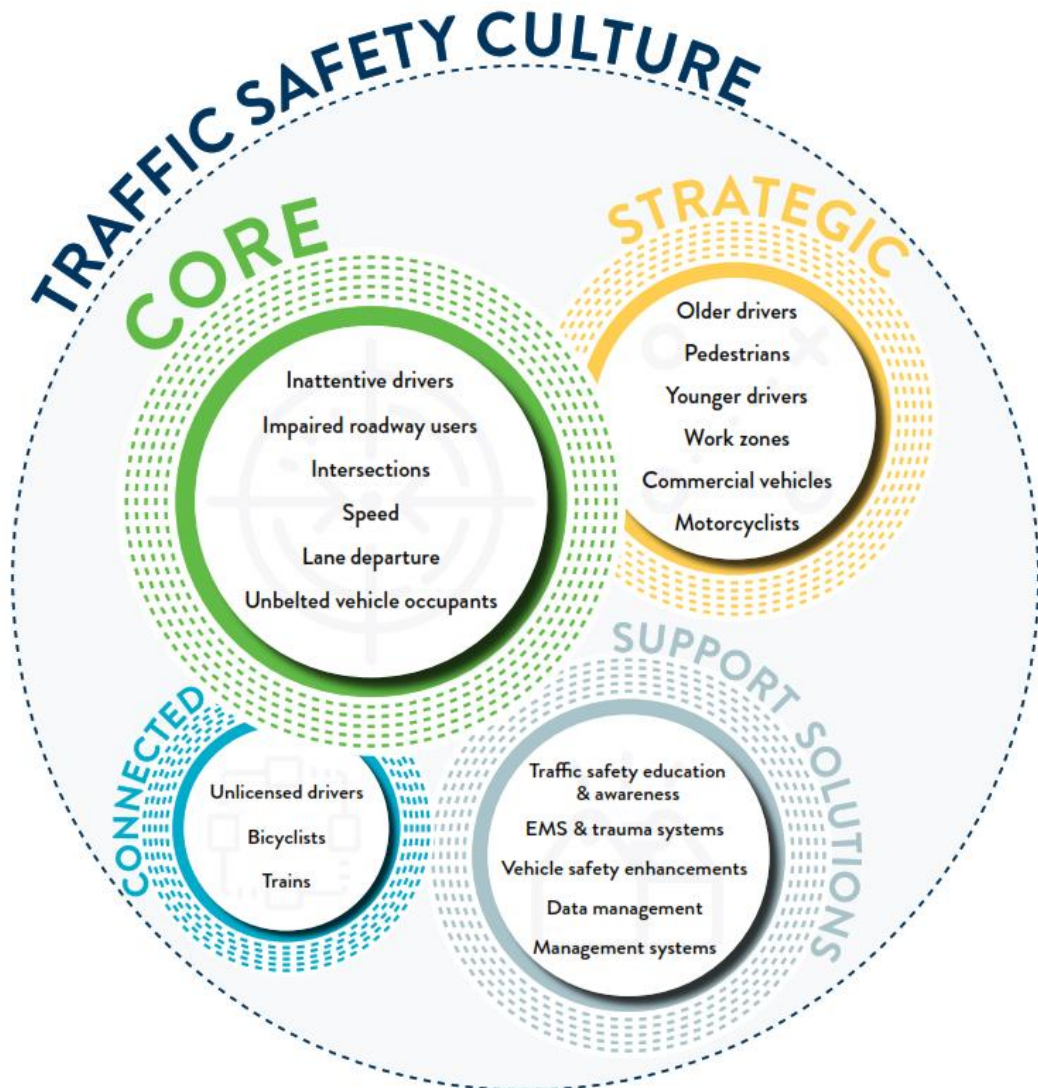 TRAFFIC SAFETY CULTURE
CORE
Inattentive drivers
Impaired roadway users
Intersections
Speed
Lane departure
Unbelted vehicle occupants
STRATEGIC
Older drivers
Pedestrians
Younger drivers
Work zones
Commercial vehicles
Motorcyclists
CONNECTED
Unlicensed drivers
Bicyclists
Trains
SUPPORT SOLUTIONS
Traffic safety education
& awareness
EMS & trauma systems
Vehicle safety enhancements
Data management
Management systems